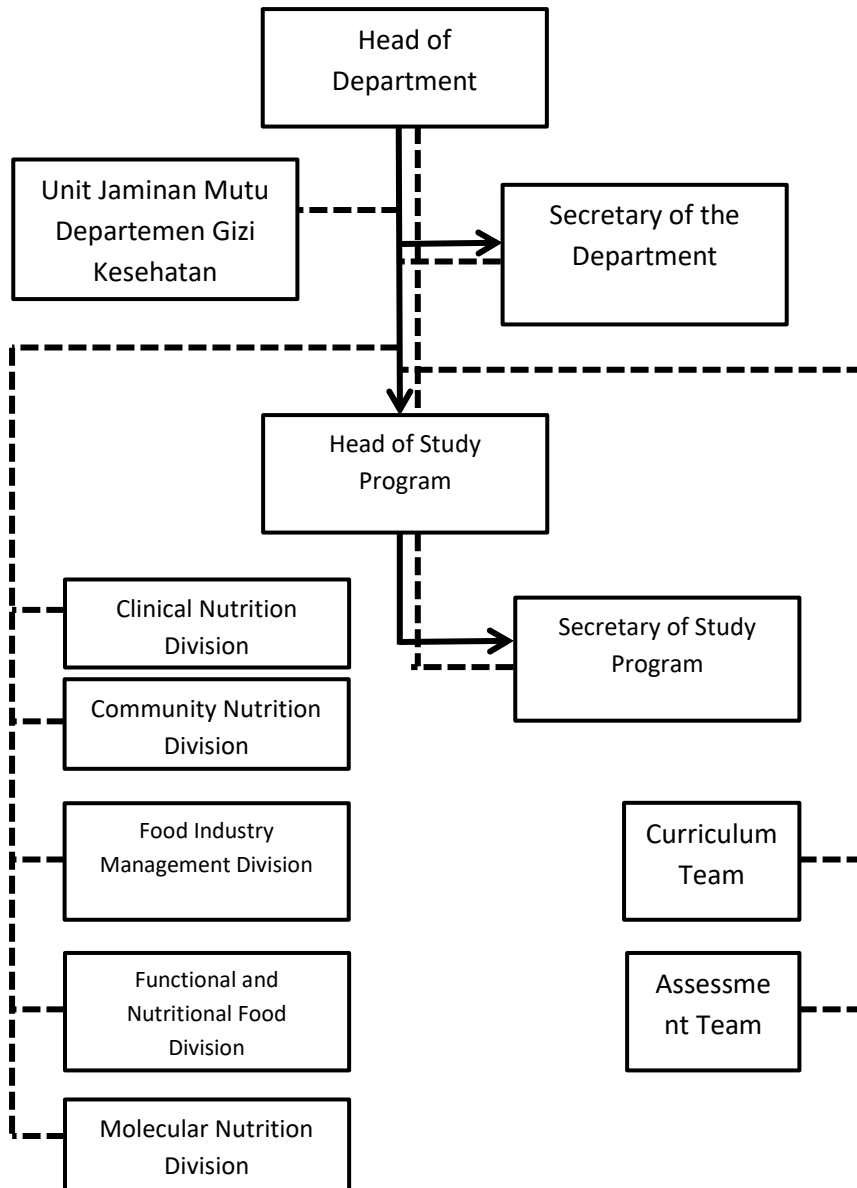 Head of
Department
Unit Jaminan Mutu
Departemen Gizi
Kesehatan
Secretary of the
Department
Head of Study
Program
Clinical Nutrition
Division
Secretary of Study
Program
Community Nutrition
Division
Food Industry
Management Division
Curriculum
Team
Functional and
Nutritional Food
Division
Assessme
nt Team
Molecular Nutrition
Division